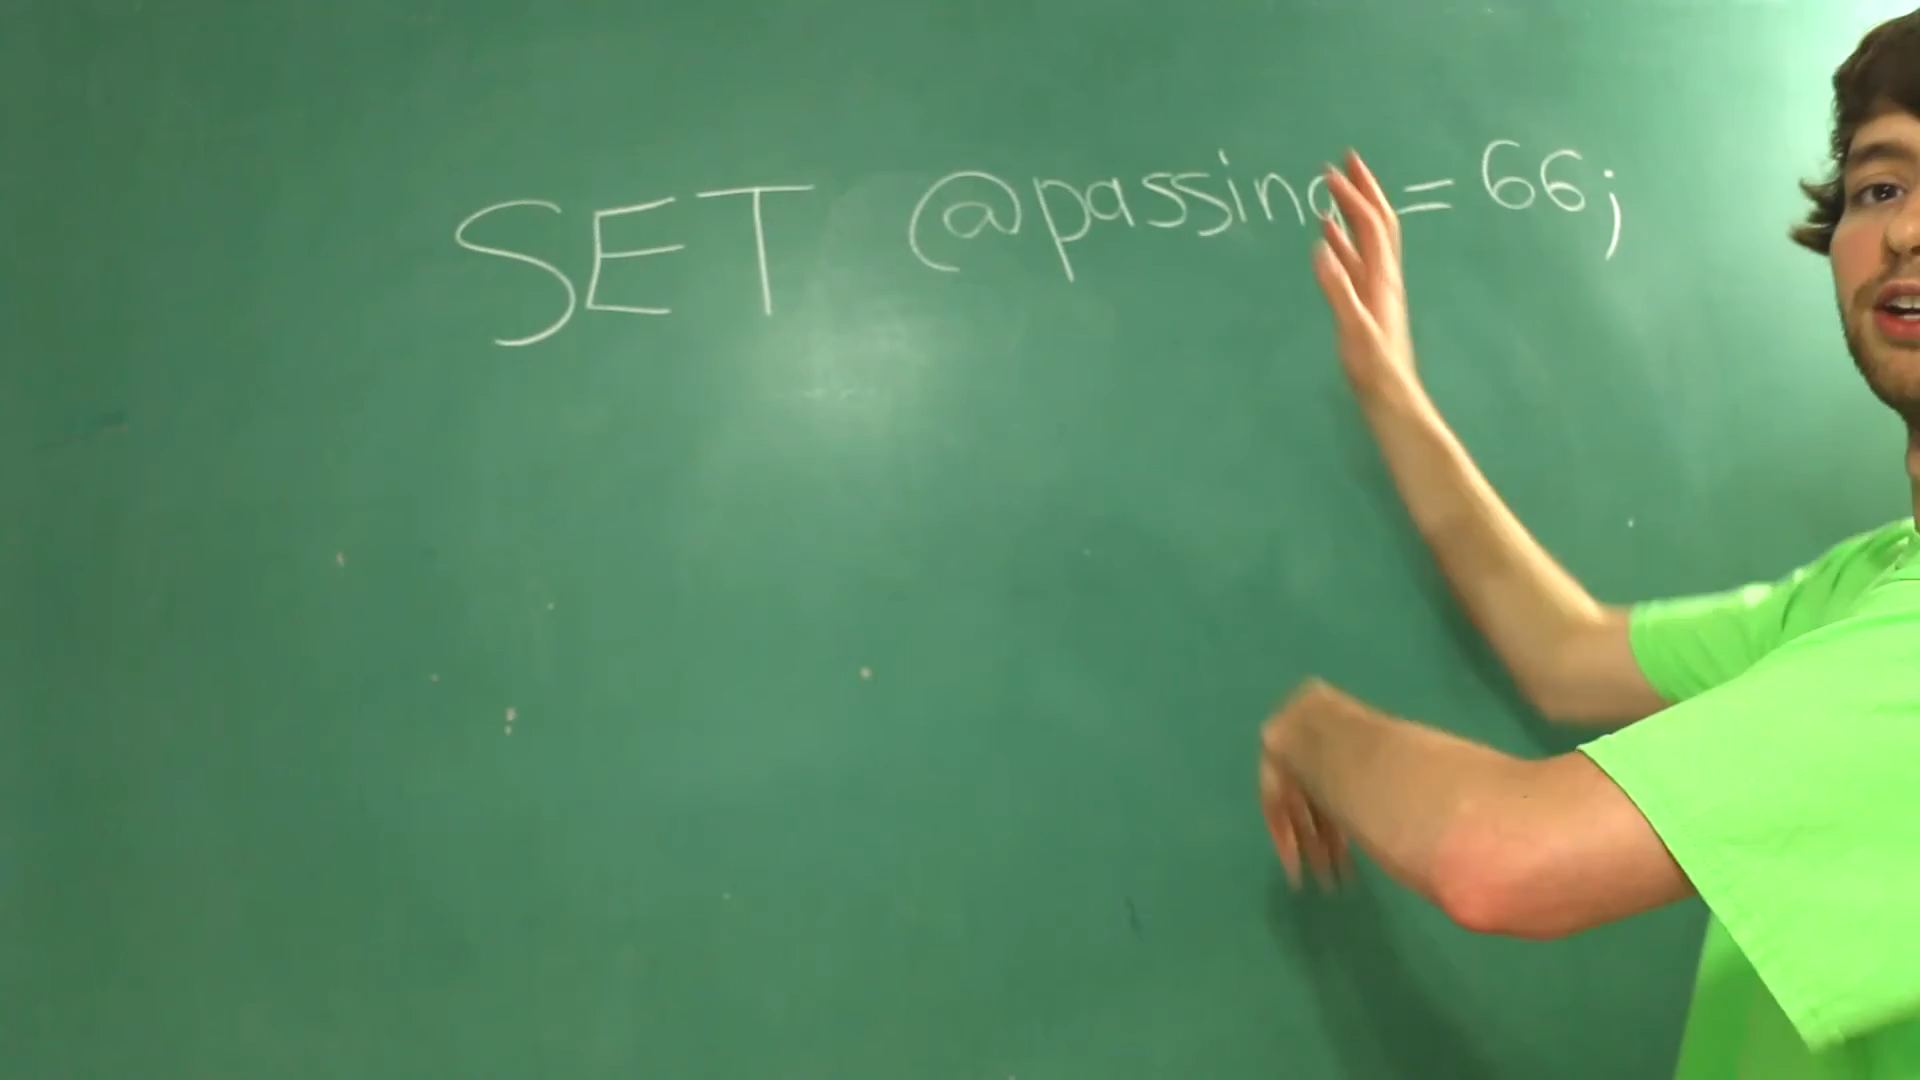 SET @passing = 66;